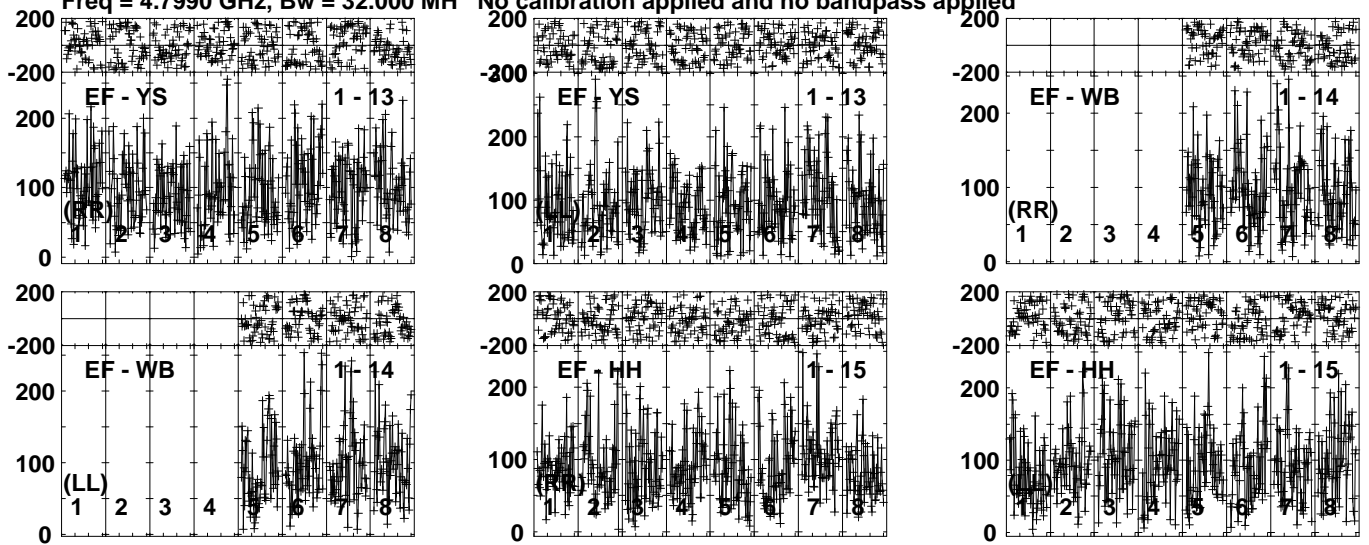 Freq = 4.7990 GHz, Bw = 32.000 MH No calibration applied and no bandpass applied
200
-200
EF - YS 1 - 13
200
100
(RR)
1 2 3 4 5 6 7 8
0
200
-200
300
EF - YS 1 - 13
200
100
(LL)
1 2 3 4 5 6 7 8
0
200
-200
EF - WB 1 - 14
200
100
(RR)
1 2 3 4 5 6 7 8
0
200
-200
EF - WB 1 - 14
200
100
(LL)
1 2 3 4 5 6 7 8
0
200
-200
EF - HH 1 - 15
200
100
(RR)
1 2 3 4 5 6 7 8
0
200
-200
EF - HH 1 - 15
200
100
(LL)
1 2 3 4 5 6 7 8
0